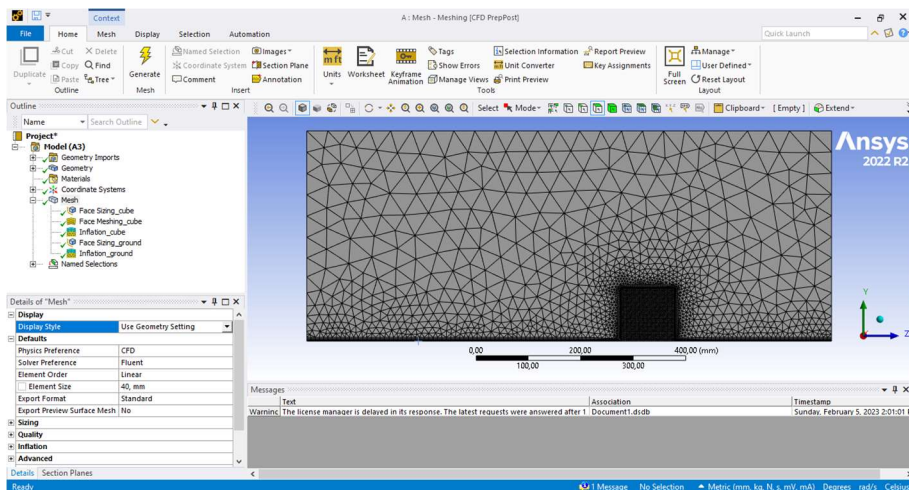 Context
A : Mesh - Meshing [CFD PrepPost]
File Home Mesh Display Selection Automation
Quick Launch
Duplicate
Cut
Copy
Paste
Delete
Find
Tree
Outline
Generate
Mesh
Named Selection
Coordinate System
Comment
Images
Section Plane
Annotation
Insert
mft
Units
Worksheet
Keyframe
Animation
Tags
Show Errors
Manage Views
Selection Information
Unit Converter
Print Preview
Report Preview
Key Assignments
Tools
Full
Screen
Manage
User Defined
Reset Layout
Layout
Outline
Name Search Outline
Select Mode Clipboard [ Empty ] Extend
Project*
Model (A3)
Geometry Imports
Geometry
Materials
Coordinate Systems
Mesh
Face Sizing_cube
Face Meshing_cube
Inflation_cube
Face Sizing_ground
Inflation_ground
Named Selections
Ansys
2022 R2
Y
Z
0,00 200,00 400,00 (mm)
100,00 300,00
Details of "Mesh"
Display
Display Style Use Geometry Setting
Defaults
Physics Preference CFD
Solver Preference Fluent
Element Order Linear
Element Size 40, mm
Export Format Standard
Export Preview Surface Mesh No
Sizing
Quality
Inflation
Advanced
Details Section Planes
Messages
Text Association Timestamp
Warning The license manager is delayed in its response. The latest requests were answered after 1 Document1.dsdb Sunday, February 5, 2023 2:01:01
Ready 1 Message No Selection Metric (mm, kg, N, s, mV, mA) Degrees rad/s Celsius